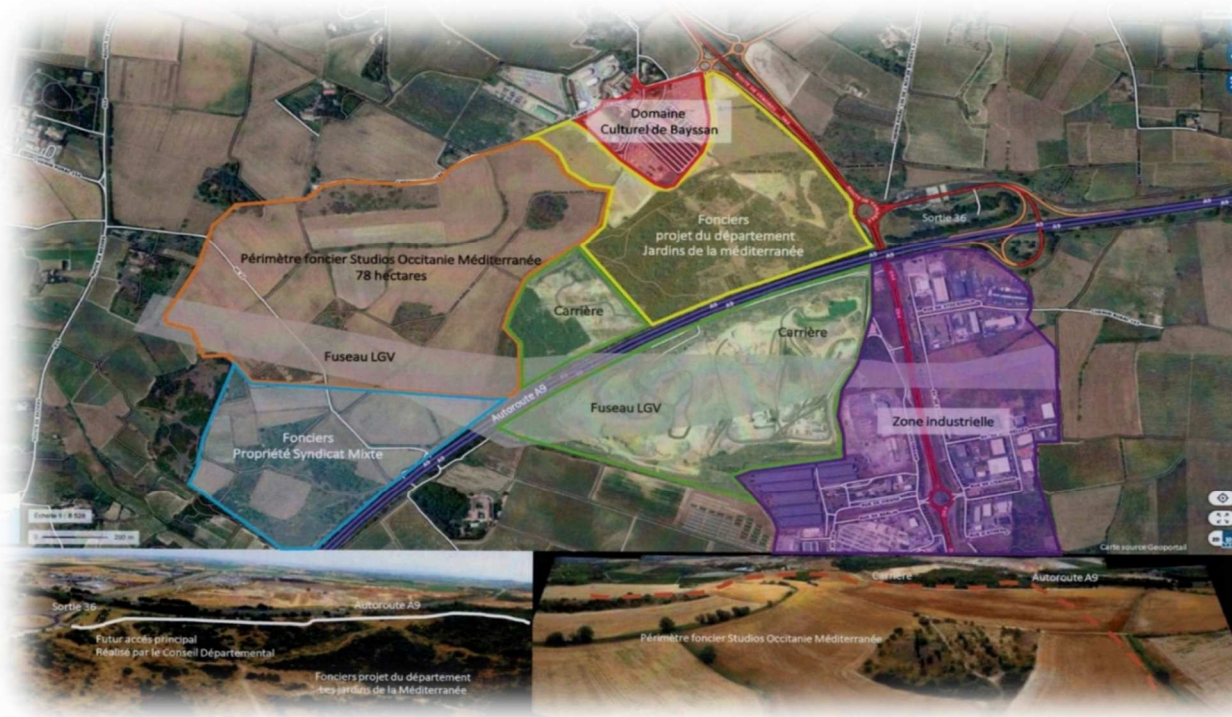 Domaine
Culturel de Bayssan
Sortie 36
Fonciers
projet du département
Jardins de la méditerranée
Périmètre foncier Studios Occitanie Méditerranée
78 hectares
Carrière
Carrière
Fuseau LGV
Autoroute A9
Fuseau LGV
Zone industrielle
Fonciers
Propriété Syndicat Mixte
200 m
Carte source Geoportail
Sortie 36
Autoroute A9
Futur accés principal
Réalisé par le Conseil Départemental
Fonciers projet du département
Les jardins de la Méditerranée
Carrière
Autoroute A9
Périmètre foncier Studios Occitanie Méditerranée